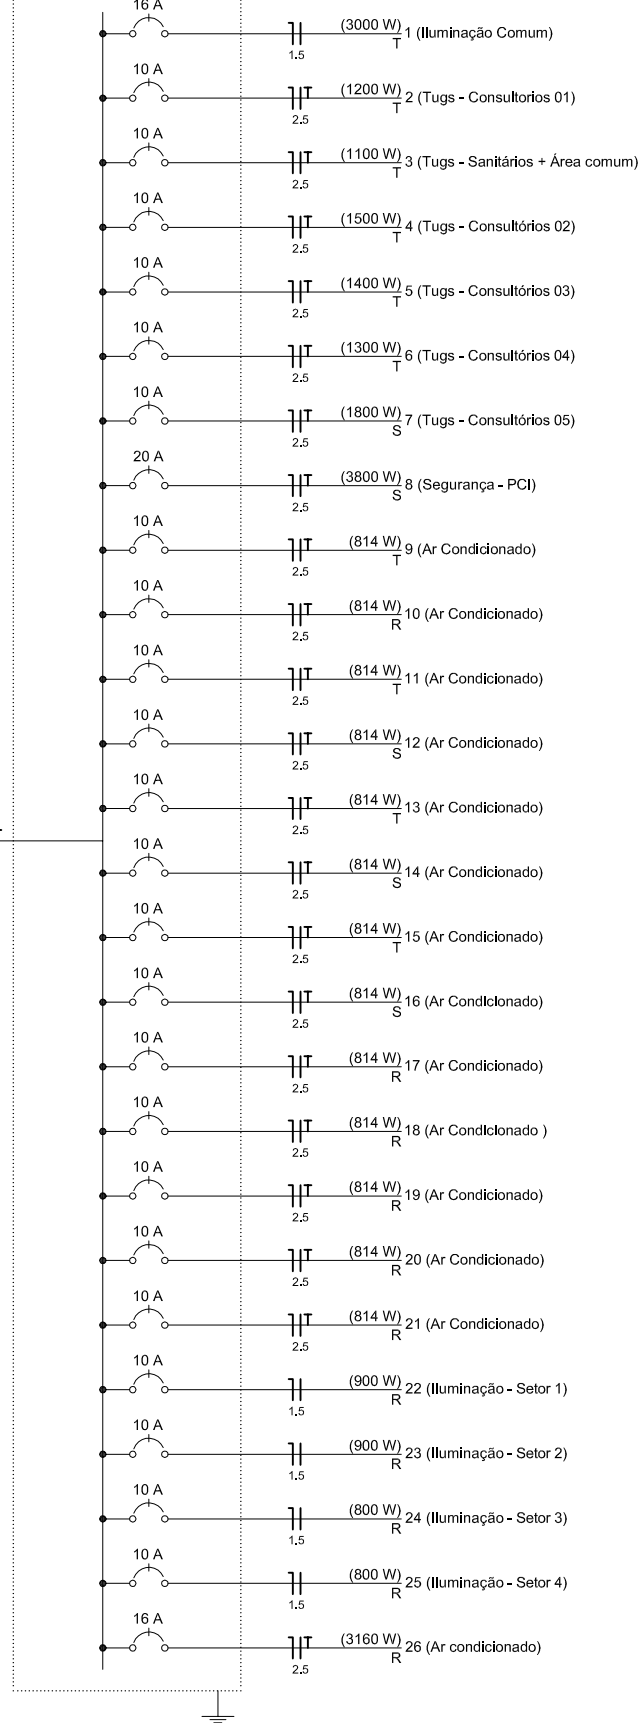 16 A
(3000 W) 1 (Iluminação Comum)
T
1.5
10 A
(1200 W) 2 (Tugs - Consultorios 01)
T T
2.5
10 A
(1100 W) 3 (Tugs - Sanitários + Área comum)
T T
2.5
10 A
(1500 W) 4 (Tugs - Consultórios 02)
T T
2.5
10 A
(1400 W) 5 (Tugs - Consultórios 03)
T T
2.5
10 A
(1300 W) 6 (Tugs - Consultórios 04)
T T
2.5
10 A
(1800 W) 7 (Tugs - Consultórios 05)
T S
2.5
20 A
(3800 W) 8 (Segurança - PCI)
T S
2.5
10 A
(814 W) 9 (Ar Condicionado)
T T
2.5
10 A
(814 W) 10 (Ar Condicionado)
T R
2.5
10 A
(814 W) 11 (Ar Condicionado)
T T
2.5
10 A
(814 W) 12 (Ar Condicionado)
T S
2.5
10 A
(814 W) 13 (Ar Condicionado)
T T
2.5
10 A
(814 W) 14 (Ar Condicionado)
T S
2.5
10 A
(814 W) 15 (Ar Condicionado)
T T
2.5
10 A
(814 W) 16 (Ar Condicionado)
T S
2.5
10 A
(814 W) 17 (Ar Condicionado)
T R
2.5
10 A
(814 W) 18 (Ar Condicionado )
T R
2.5
10 A
(814 W) 19 (Ar Condicionado)
T R
2.5
10 A
(814 W) 20 (Ar Condicionado)
T R
2.5
10 A
(814 W) 21 (Ar Condicionado)
T R
2.5
10 A
(900 W) 22 (Iluminação - Setor 1)
R
1.5
10 A
(900 W) 23 (Iluminação - Setor 2)
R
1.5
10 A
(800 W) 24 (Iluminação - Setor 3)
R
1.5
10 A
(800 W) 25 (Iluminação - Setor 4)
R
1.5
16 A
(3160 W) 26 (Ar condicionado)
T R
2.5